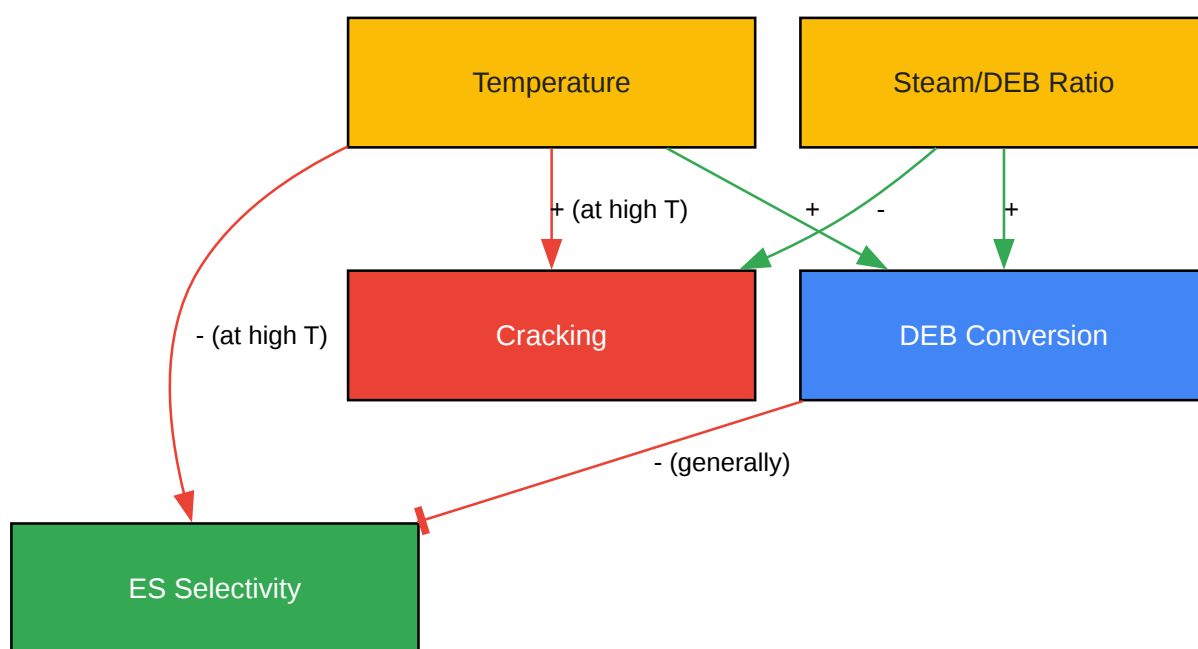 Temperature
Steam/DEB Ratio
+ (at high T)
+
-
+
- (at high T)
Cracking
DEB Conversion
- (generally)
ES Selectivity